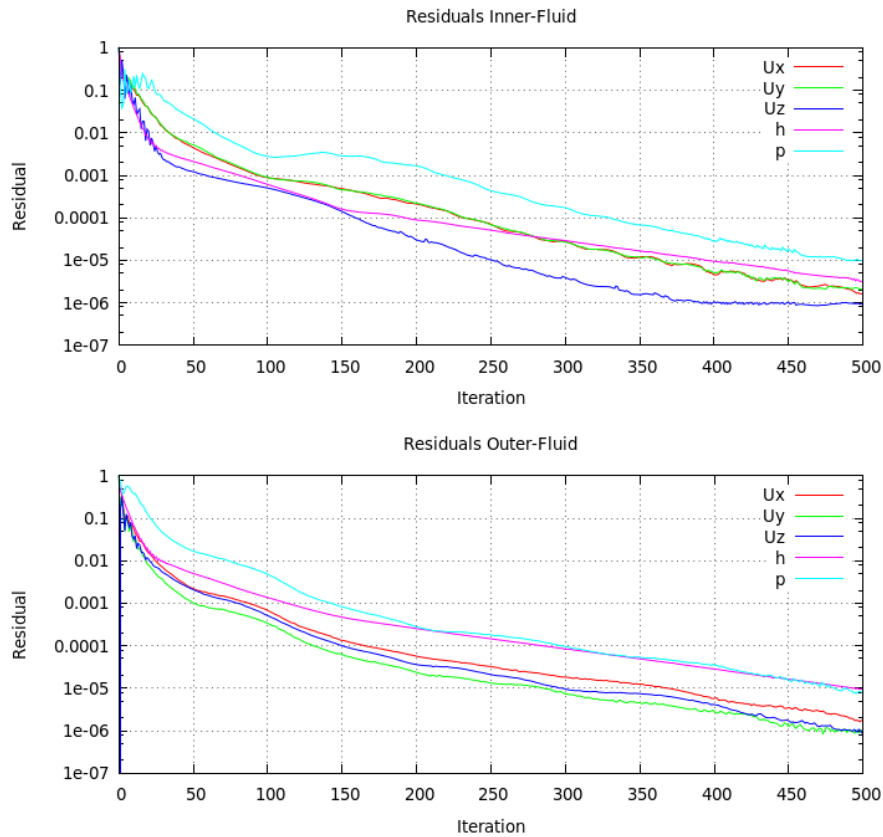 Residuals Inner-Fluid
1
0.1
0.01
0.001
0.0001
1e-05
1e-06
1e-07
Residual
Ux
Uy
Uz
h
p
0 50 100 150 200 250 300 350 400 450 500
Iteration
Residuals Outer-Fluid
1
0.1
0.01
0.001
0.0001
1e-05
1e-06
1e-07
Residual
Ux
Uy
Uz
h
p
0 50 100 150 200 250 300 350 400 450 500
Iteration